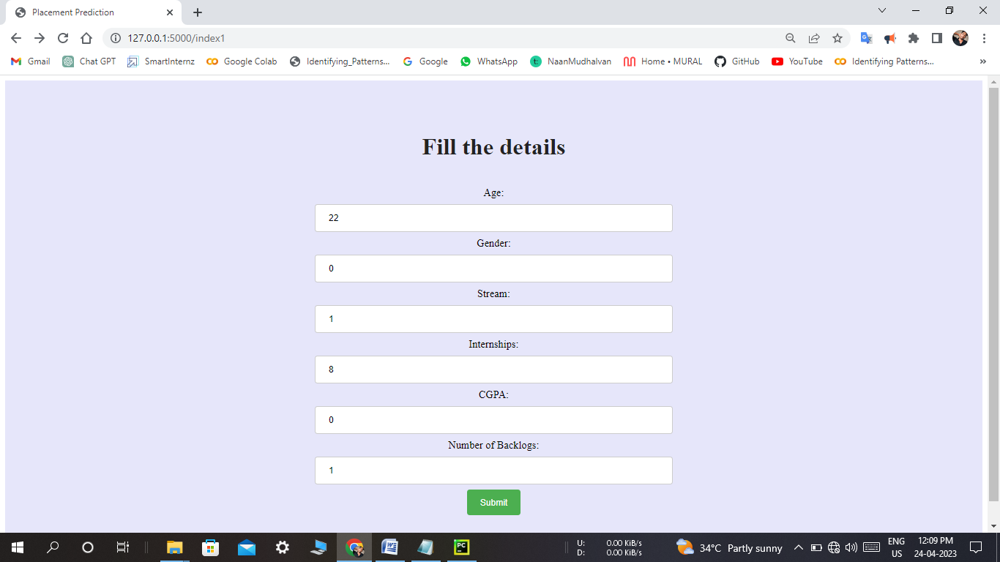 Placement Prediction
127.0.0.1:5000/index1
Gmail Chat GPT SmartInternz Google Colab Identifying_Patterns... Google WhatsApp NaanMudhalvan Home • MURAL GitHub YouTube Identifying Patterns... »
Fill the details
Age:
22
Gender:
0
Stream:
1
Internships:
8
CGPA:
0
Number of Backlogs:
1
Submit
U: 0.00 KiB/s
D: 0.00 KiB/s
34°C Partly sunny
ENG
US
12:09 PM
24-04-2023